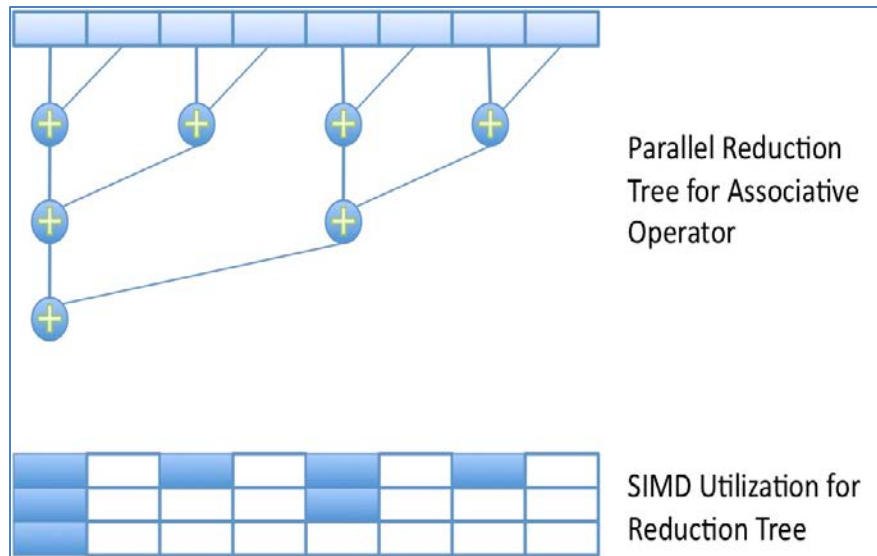 Parallel Reduction
Tree for Associative
Operator
SIMD Utilization for
Reduction Tree